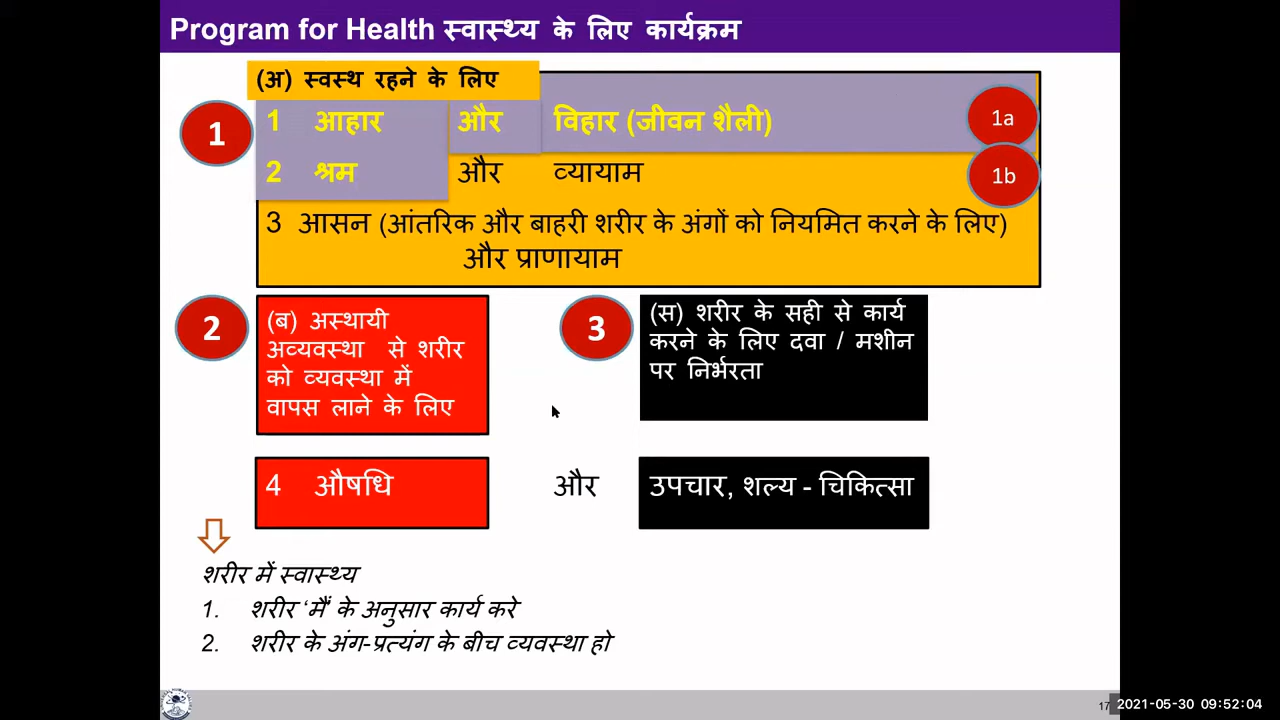 Program for Health स्वास्थ्य के लिए कार्यक्रम
(अ) स्वस्थ रहने के लिए
1
1 आहार और विहार (जीवन शैली)
1a
2 श्रम और व्यायाम
1b
3 आसन (आंतरिक और बाहरी शरीर के अंगों को नियमित करने के लिए)
और प्राणायाम
2
(ब) अस्थायी
अव्यवस्था से शरीर
को व्यवस्था में
वापस लाने के लिए
3
(स) शरीर के सही से कार्य
करने के लिए दवा / मशीन
पर निर्भरता
4 औषधि और उपचार, शल्य - चिकित्सा
शरीर में स्वास्थ्य
1. शरीर ‘मैं’ के अनुसार कार्य करे
2. शरीर के अंग-प्रत्यंग के बीच व्यवस्था हो
17
2021-05-30 09:52:04